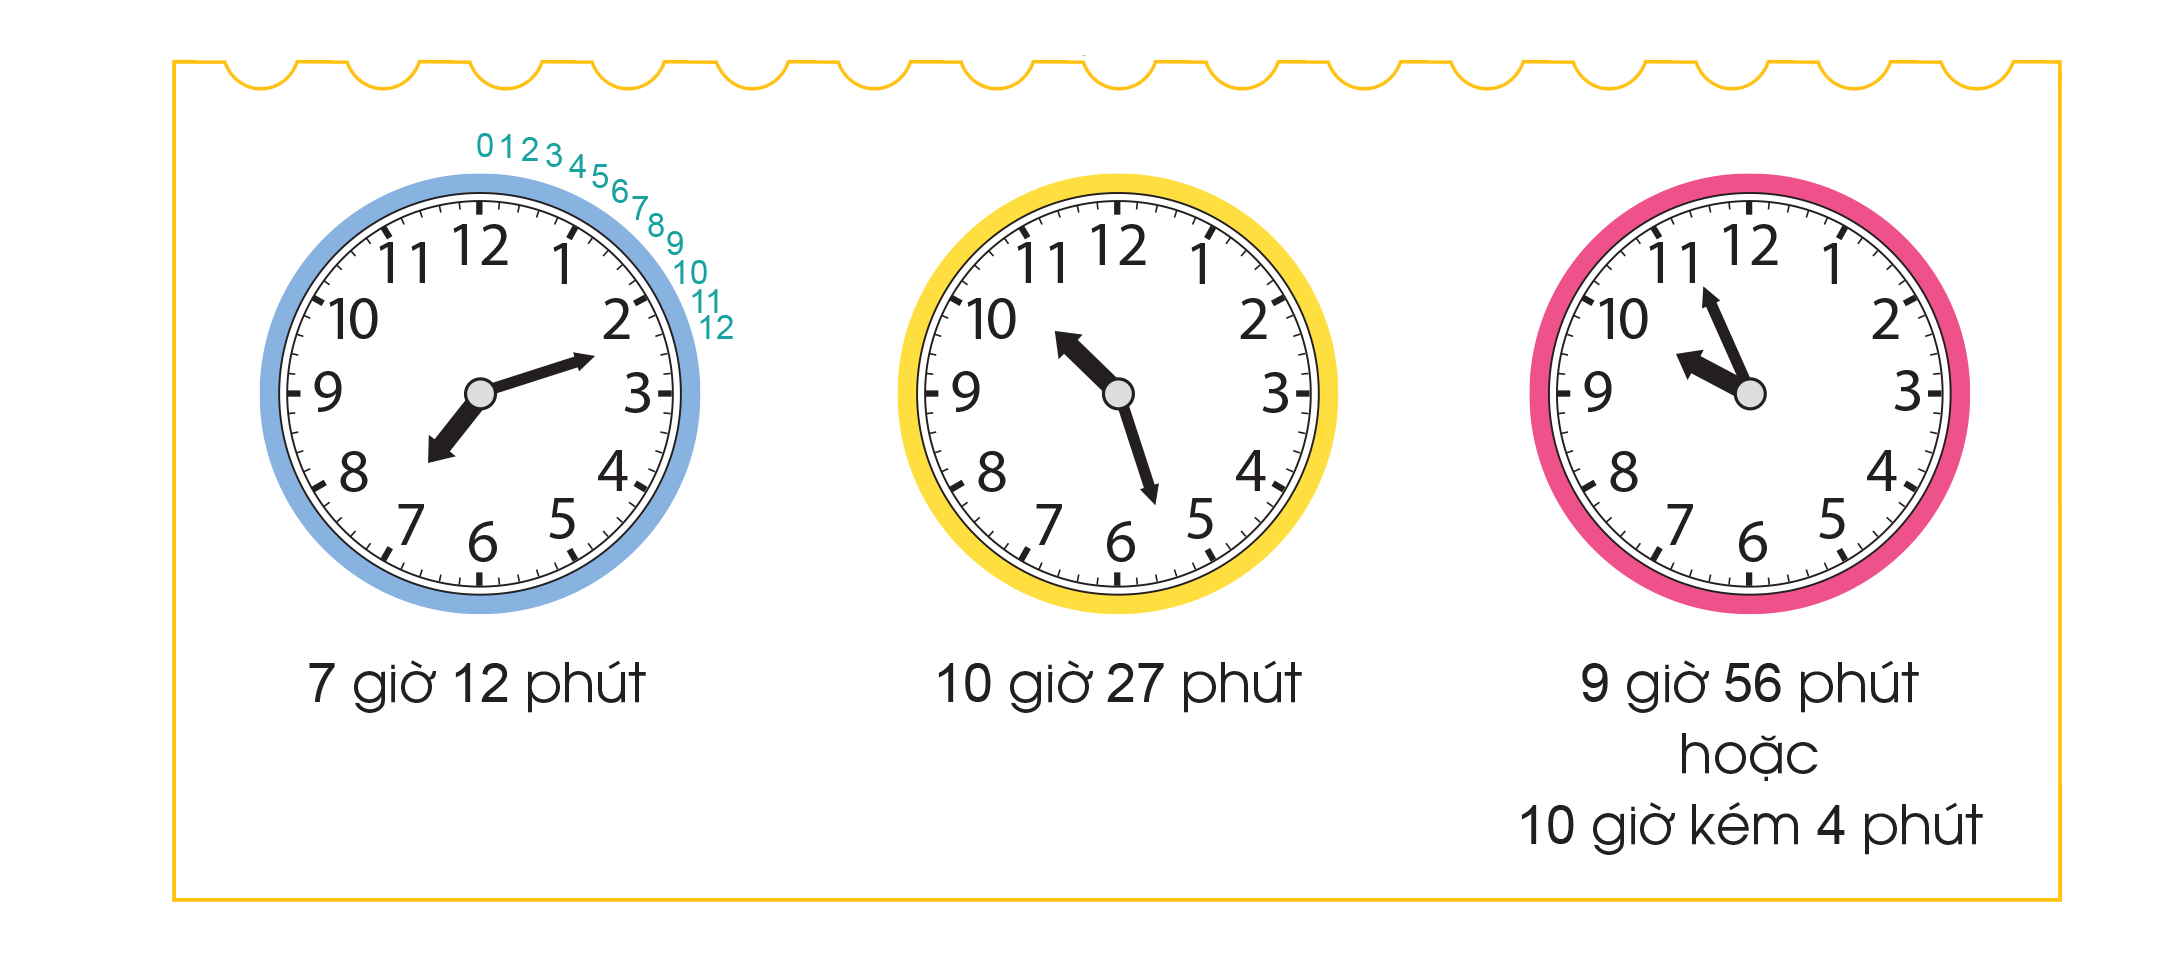 0 1 2 3 4 5 6 7 8 9 10 11 12
12 1 2 3 4 5 6 7 8 9 10 11
12 1 2 3 4 5 6 7 8 9 10 11
12 1 2 3 4 5 6 7 8 9 10 11
7 giờ 12 phút
10 giờ 27 phút
9 giờ 56 phút
hoặc
10 giờ kém 4 phút